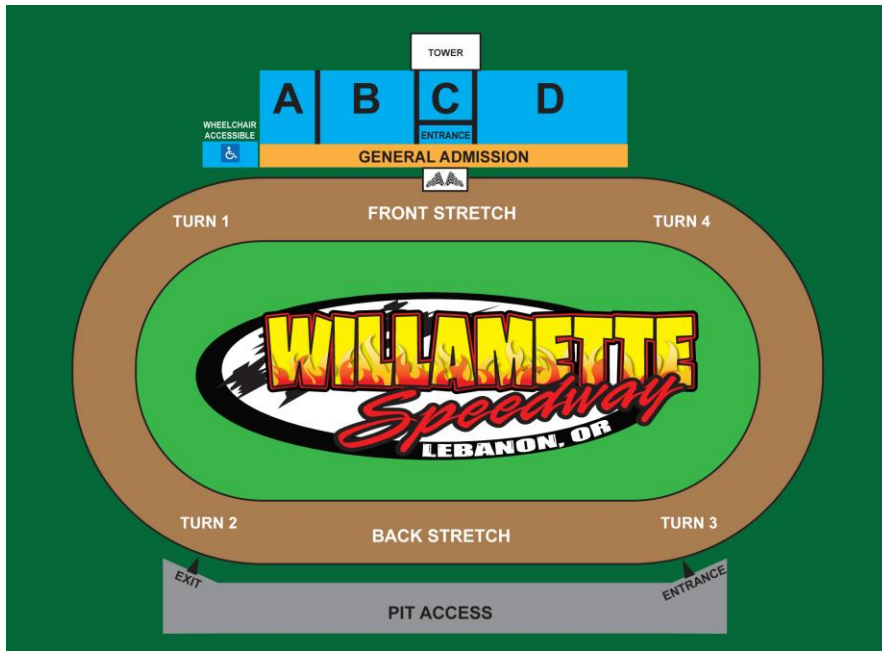 TOWER
A B C D
WHEELCHAIR
ACCESSIBLE
ENTRANCE
GENERAL ADMISSION
FRONT STRETCH
TURN 1
TURN 4
WILLAMETTE
Speedway
LEBANON, OR
TURN 2
TURN 3
BACK STRETCH
EXIT
ENTRANCE
PIT ACCESS